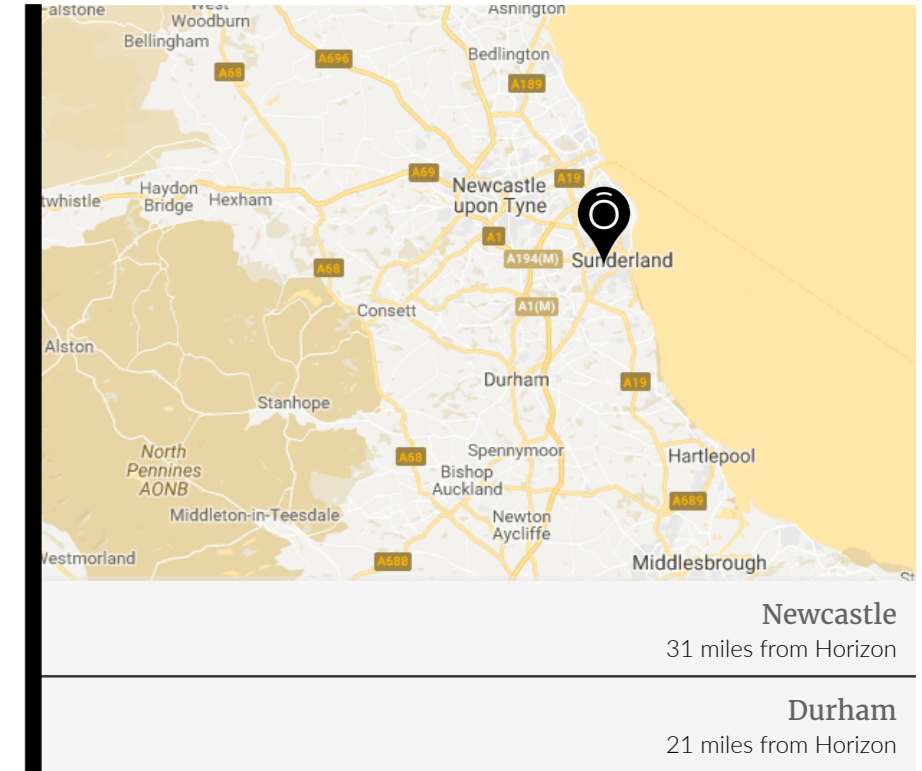 West
Woodburn
Ashington
Bellingham
Bedlington
A696
A68
A189
A69
A19
Newcastle
upon Tyne
Haydon
Bridge
Hexham
A1
A194(M)
Sunderland
A68
A1(M)
Consett
Alston
Durham
A19
Stanhope
North
Pennines
AONB
A68
Spennymoor
Hartlepool
Bishop
Auckland
A689
Middleton-in-Teesdale
Newton
Aycliffe
A688
Middlesbrough
Newcastle
31 miles from Horizon
Durham
21 miles from Horizon